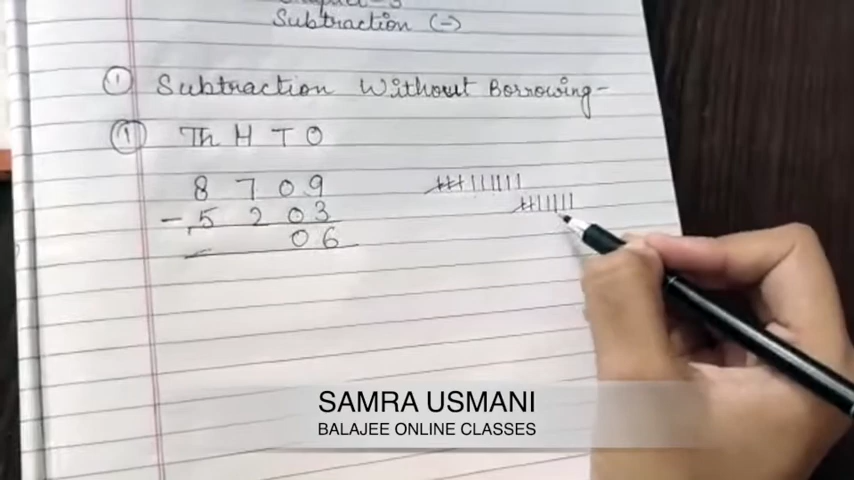 Subtraction (-)
① Subtraction Without Borrowing-
① Th H T O
8 7 0 9
- 5 2 0 3
0 6
SAMRA USMANI
BALAJEE ONLINE CLASSES